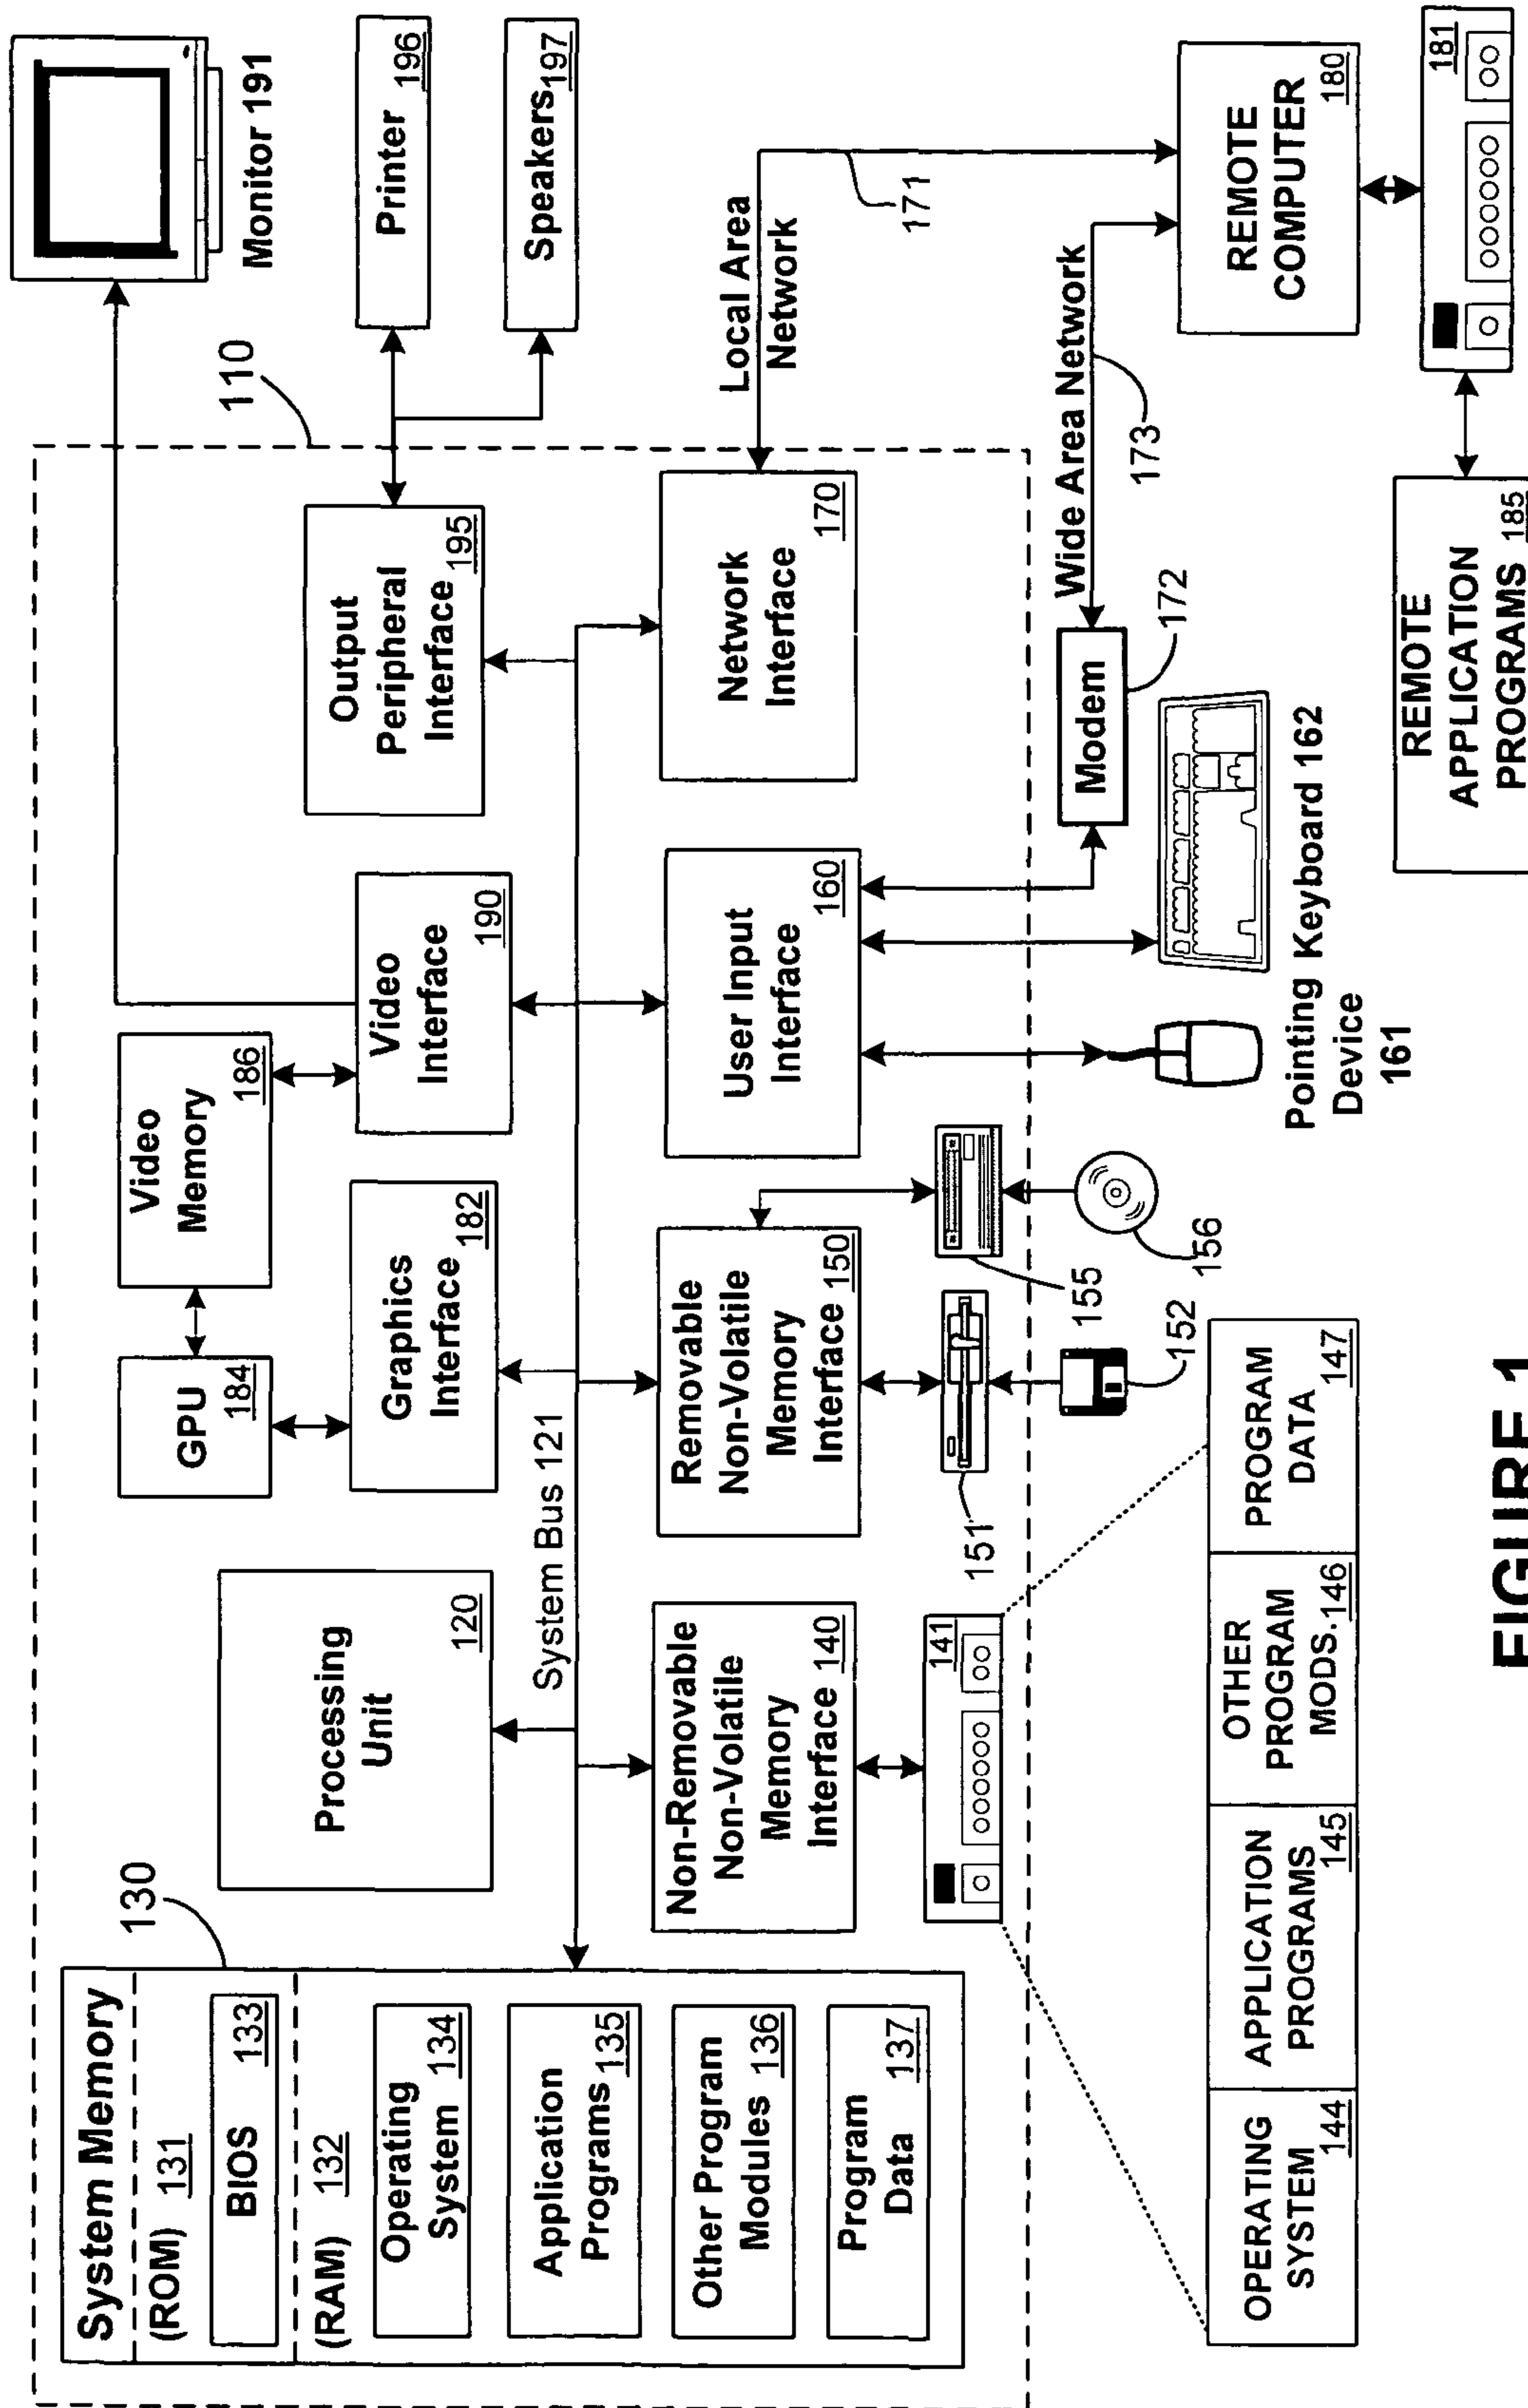 System Memory
(ROM) 131
BIOS
133
(RAM) 132
Operating
System 134
Application
Programs 135
Other Program
Modules 136
Program
Data
137
130
Processing
Unit
120
GPU
184
Video
Memory
186
Graphics
Interface
182
Video
Interface
190
Output
Peripheral
Interface
195
110
Monitor 191
Printer
196
Speakers
197
System Bus 121
Non-Removable
Non-Volatile
Memory
Interface 140
Removable
Non-Volatile
Memory
Interface 150
User Input
Interface
160
Network
Interface
170
Local Area
Network
171
141
151
155
152
156
Pointing
Device
161
Keyboard 162
Modem
172
Wide Area Network
173
REMOTE
COMPUTER
180
181
REMOTE
APPLICATION
PROGRAMS 185
OPERATING
SYSTEM 144
APPLICATION
PROGRAMS 145
OTHER
PROGRAM
MODS. 146
PROGRAM
DATA 147
FIGURE 1